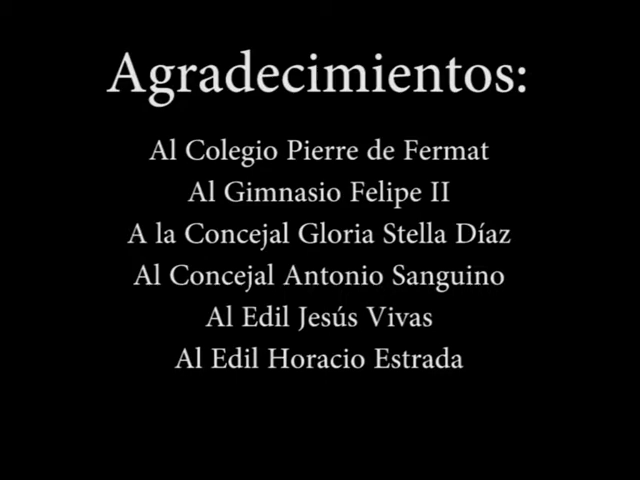 Agradecimientos:
Al Colegio Pierre de Fermat
Al Gimnasio Felipe II
A la Concejal Gloria Stella Díaz
Al Concejal Antonio Sanguino
Al Edil Jesús Vivas
Al Edil Horacio Estrada